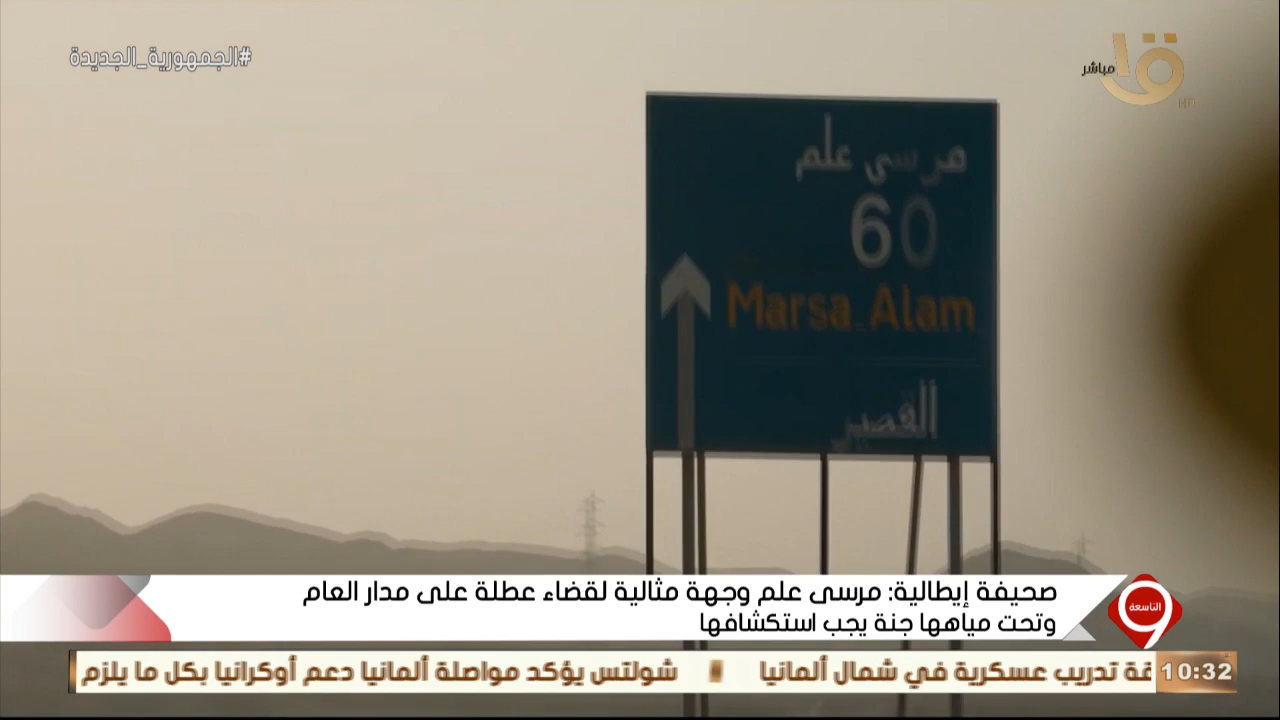 #الجمهورية_الجديدة
مباشر
HD
مرسى علم
60
Marsa Alam
القصير
صحيفة إيطالية: مرسى علم وجهة مثالية لقضاء عطلة على مدار العام
وتحت مياهها جنة يجب استكشافها
التاسعة
9
تدريب عسكرية في شمال ألمانيا شولتس يؤكد مواصلة ألمانيا دعم أوكرانيا بكل ما يلزم
10:32